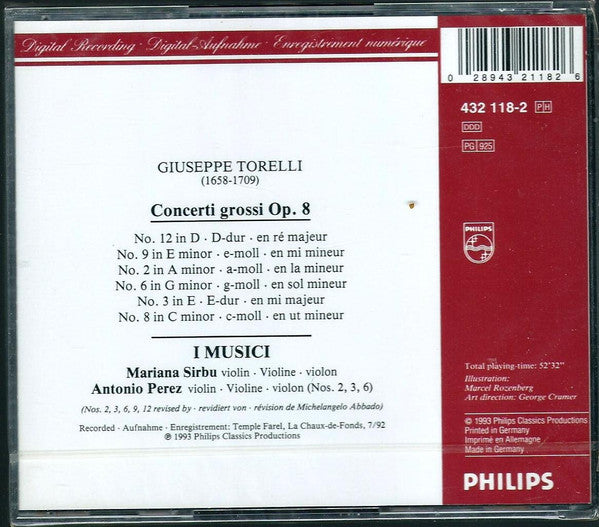 Digital Recording · Digital-Aufnahme · Enregistrement numérique
GIUSEPPE TORELLI
(1658-1709)
Concerti grossi Op. 8
No. 12 in D · D-dur · en ré majeur
No. 9 in E minor · e-moll · en mi mineur
No. 2 in A minor · a-moll · en la mineur
No. 6 in G minor · g-moll · en sol mineur
No. 3 in E · E-dur · en mi majeur
No. 8 in C minor · c-moll · en ut mineur
I MUSICI
Mariana Sirbu violin · Violine · violon
Antonio Perez violin · Violine · violon (Nos. 2, 3, 6)
(Nos. 2, 3, 6, 9, 12 revised by · revidiert von · révision de Michelangelo Abbado)
Recorded · Aufnahme · Enregistrement: Temple Farel, La Chaux-de-Fonds, 7/92
℗ 1993 Philips Classics Productions
0 28943 21182 6
432 118-2 PH
DDD
PG 925
PHILIPS
Total playing-time: 52'32"
Illustration:
Marcel Rozenberg
Art direction: George Cramer
© 1993 Philips Classics Productions
Printed in Germany
Imprimé en Allemagne
Made in Germany
PHILIPS